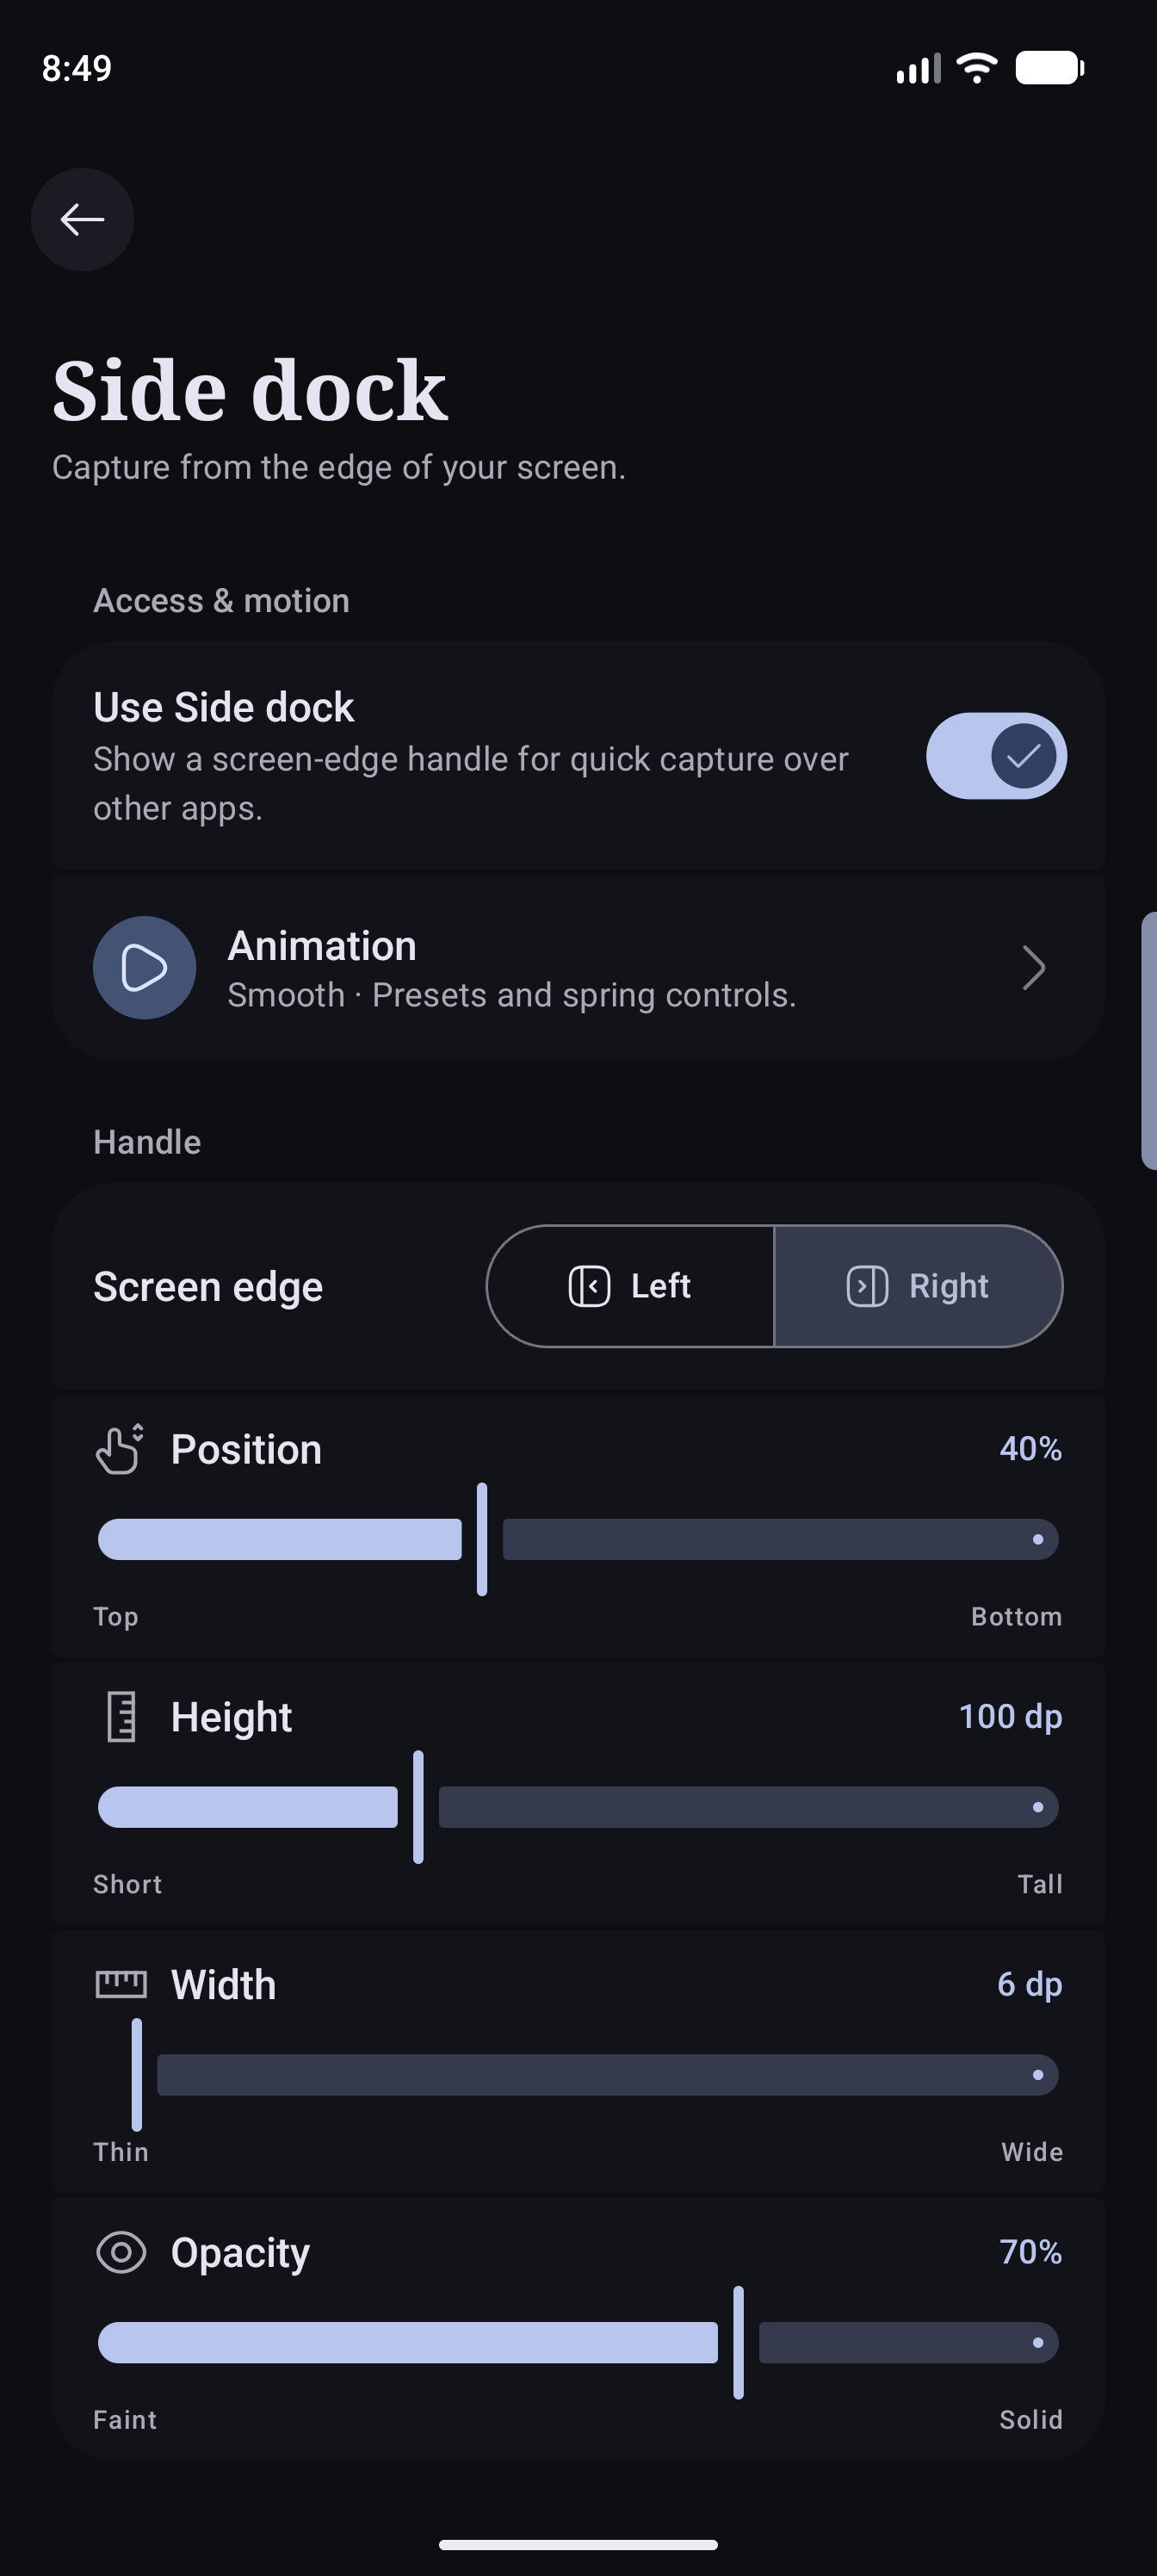 8:49
Side dock
Capture from the edge of your screen.
Access & motion
Use Side dock
Show a screen-edge handle for quick capture over
other apps.
Animation
Smooth · Presets and spring controls.
Handle
Screen edge
Left
Right
Position
40%
Top
Bottom
Height
100 dp
Short
Tall
Width
6 dp
Thin
Wide
Opacity
70%
Faint
Solid